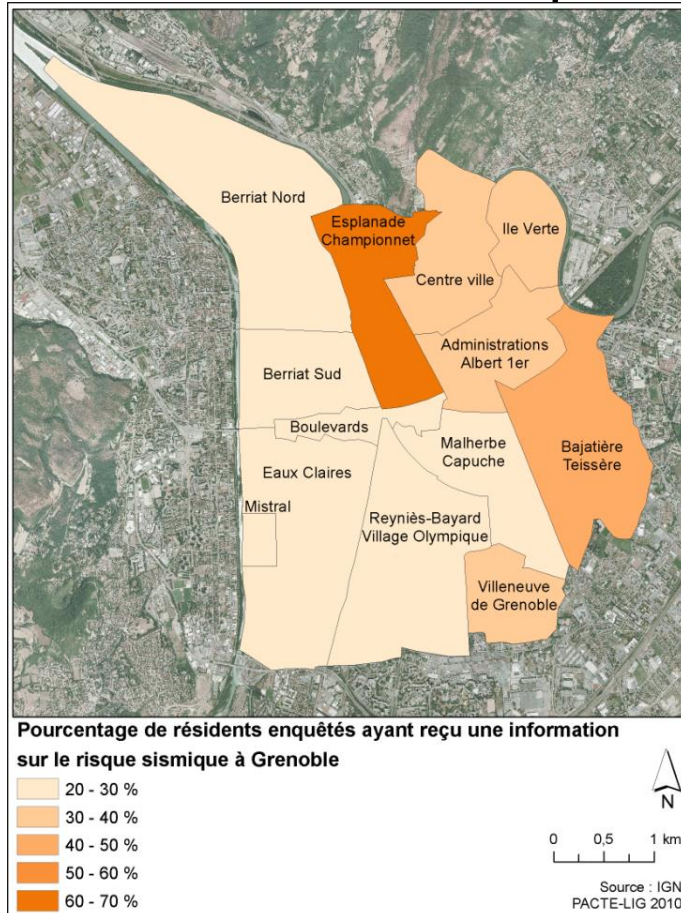 Berriat Nord
Esplanade
Championnet
Ile Verte
Centre ville
Administrations
Albert 1er
Berriat Sud
Boulevards
Malherbe
Capuche
Bajatière
Teissère
Eaux Claires
Mistral
Reyniès-Bayard
Village Olympique
Villeneuve
de Grenoble
Pourcentage de résidents enquêtés ayant reçu une information
sur le risque sismique à Grenoble
20 - 30 %
30 - 40 %
40 - 50 %
50 - 60 %
60 - 70 %
N
0 0,5 1 km
Source : IGN
PACTE-LIG 2010